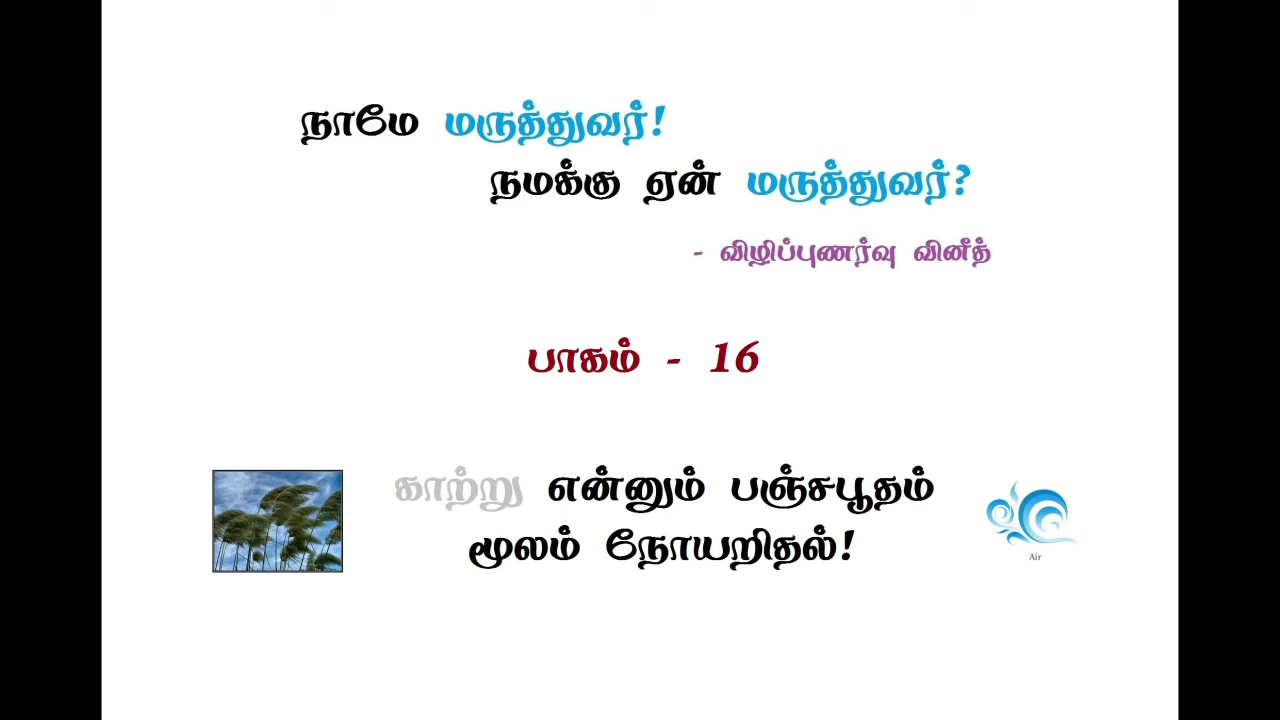 நாமே மருத்துவர்!
நமக்கு ஏன் மருத்துவர்?
- விழிப்புணர்வு வினீத்
பாகம் - 16
காற்று என்னும் பஞ்சபூதம்
மூலம் நோயறிதல்!
Air